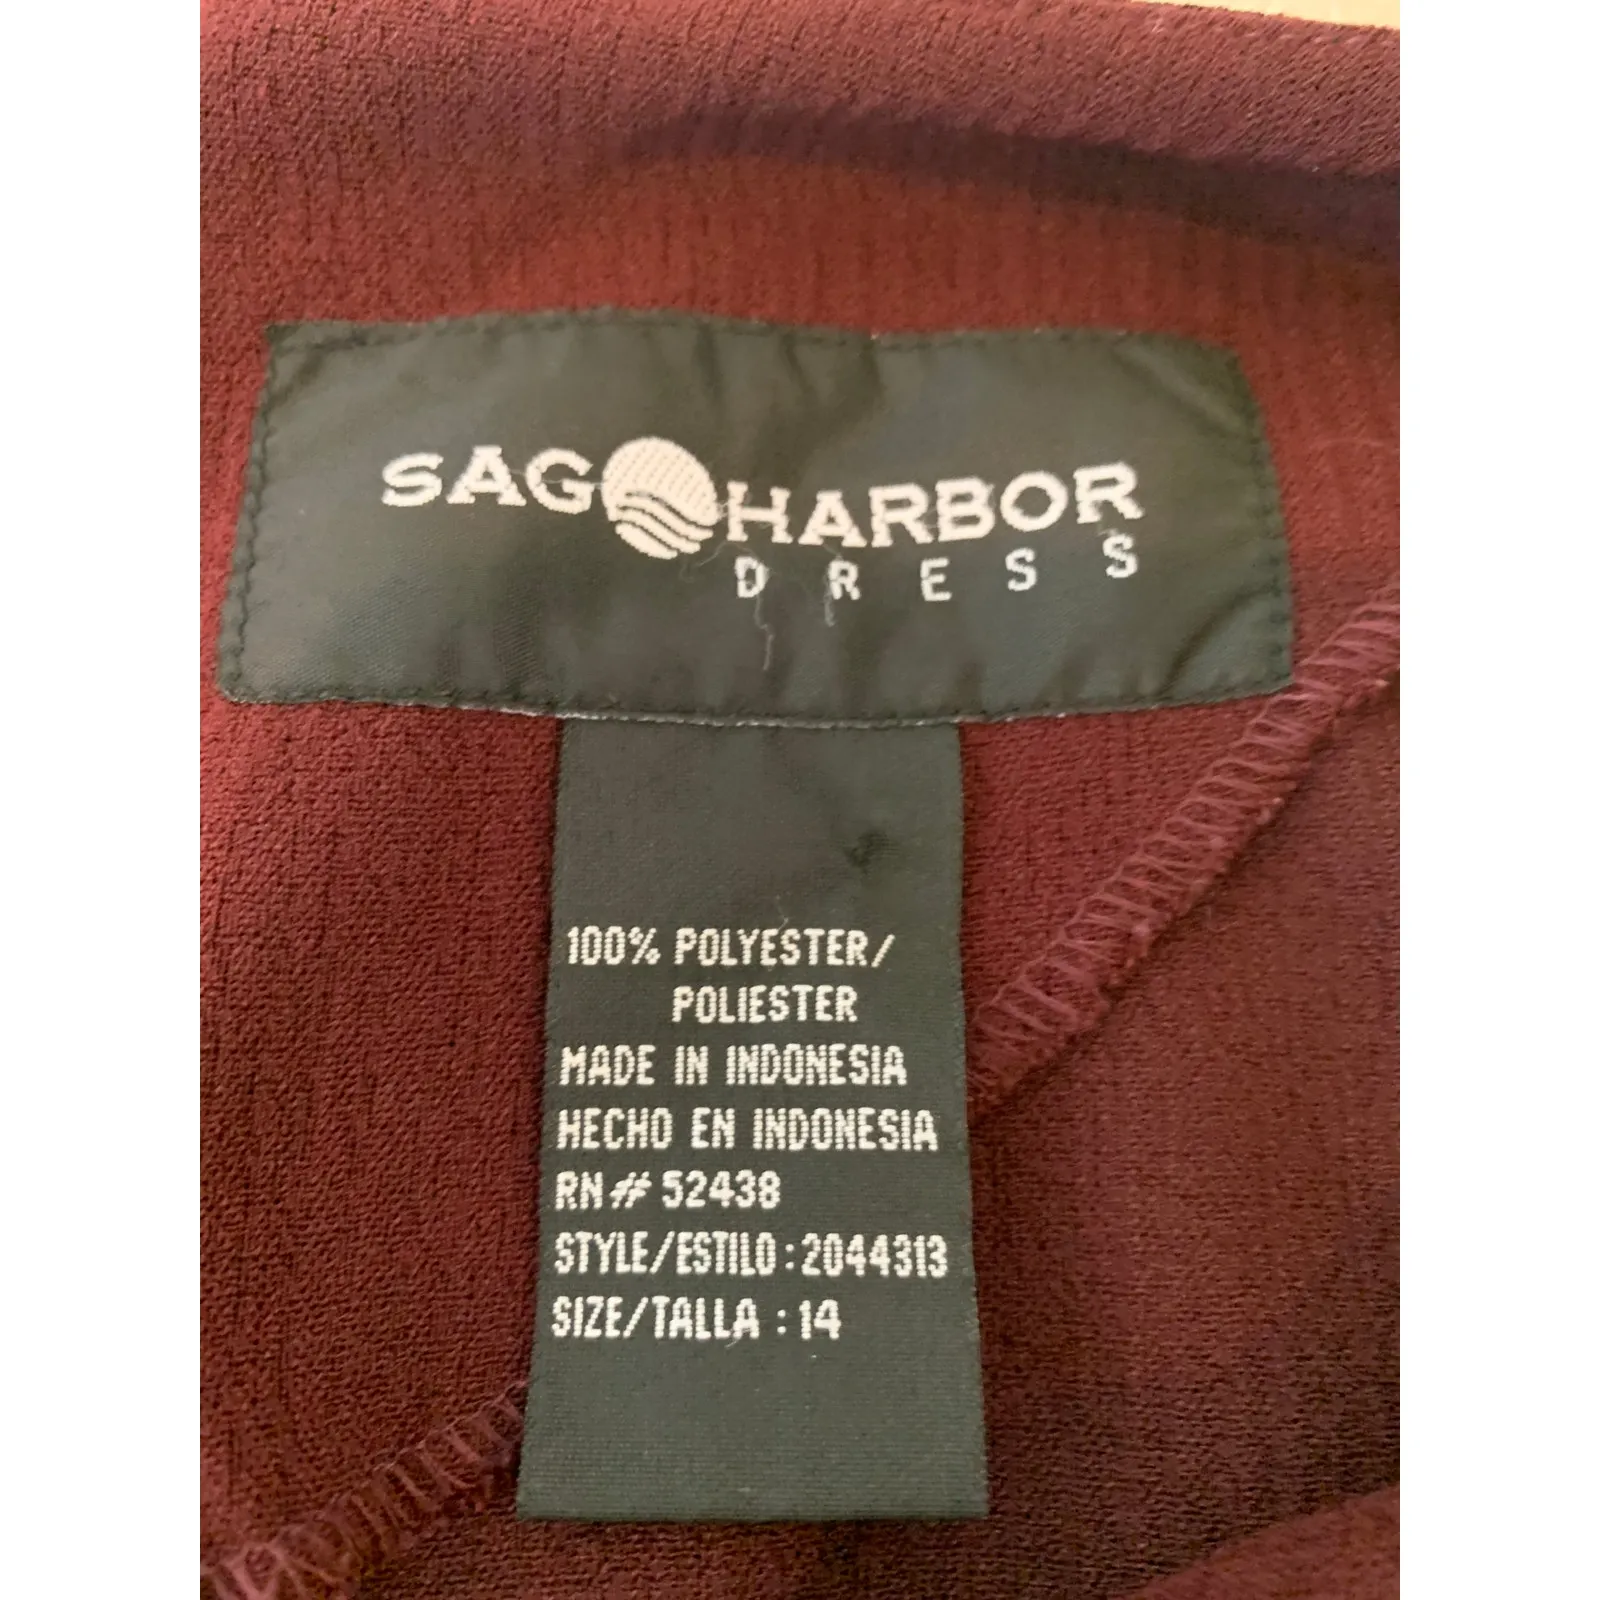 SAG HARBOR
DRESS
100% POLYESTER/
POLIESTER
MADE IN INDONESIA
HECHO EN INDONESIA
RN# 52438
STYLE/ESTILO:2044313
SIZE/TALLA :14